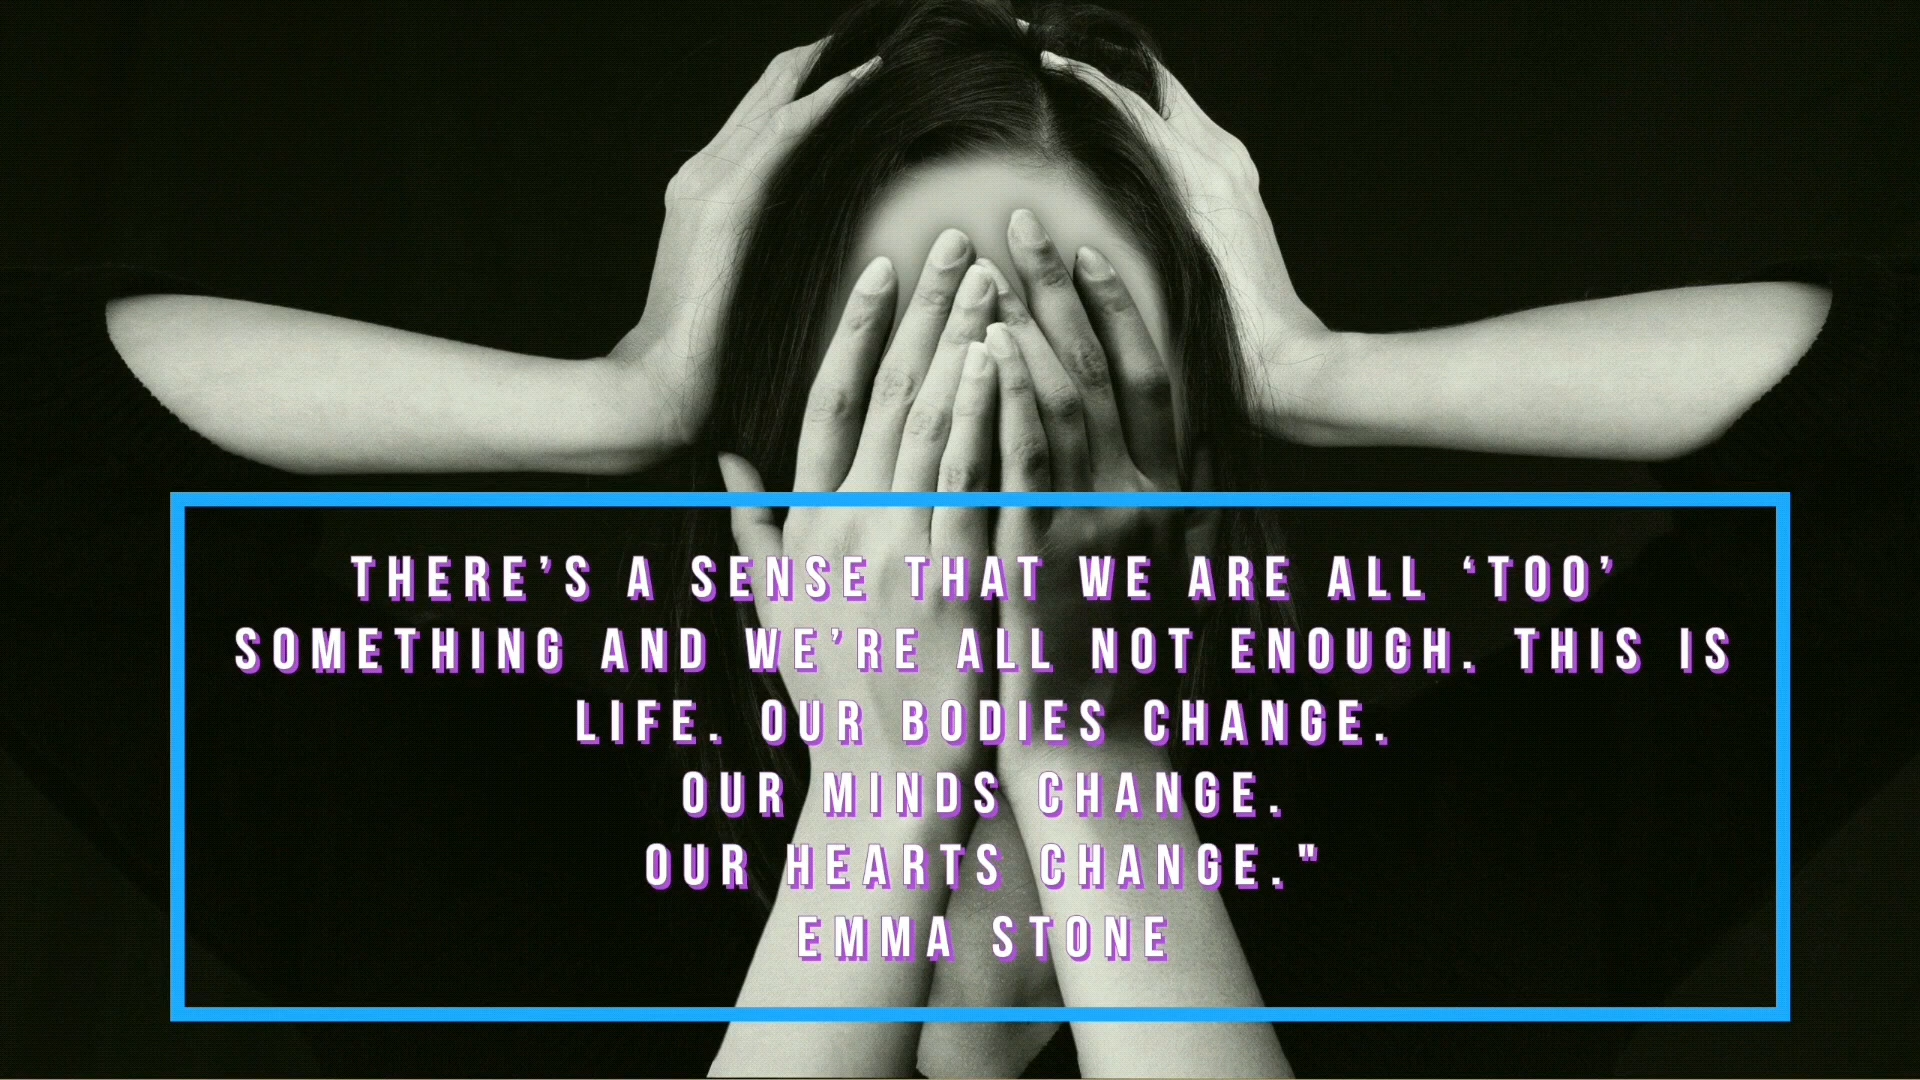 THERE’S A SENSE THAT WE ARE ALL ‘TOO’
SOMETHING AND WE’RE ALL NOT ENOUGH. THIS IS
LIFE. OUR BODIES CHANGE.
OUR MINDS CHANGE.
OUR HEARTS CHANGE."
EMMA STONE